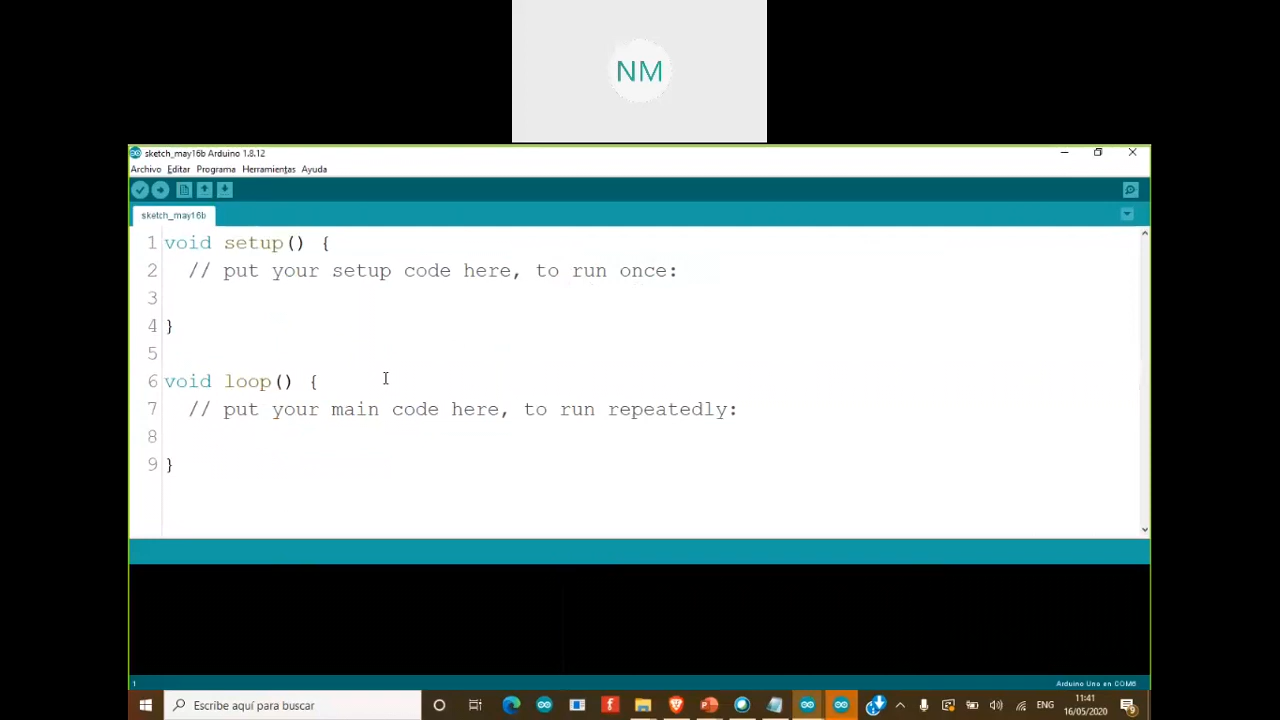 NM
sketch_may16b Arduino 1.8.12
Archivo Editar Programa Herramientas Ayuda
sketch_may16b
1 void setup() {
2 // put your setup code here, to run once:
3
4 }
5
6 void loop() {
7 // put your main code here, to run repeatedly:
8
9 }
1 Arduino Uno en COM6
Escribe aquí para buscar
ENG
11:41
16/05/2020
9